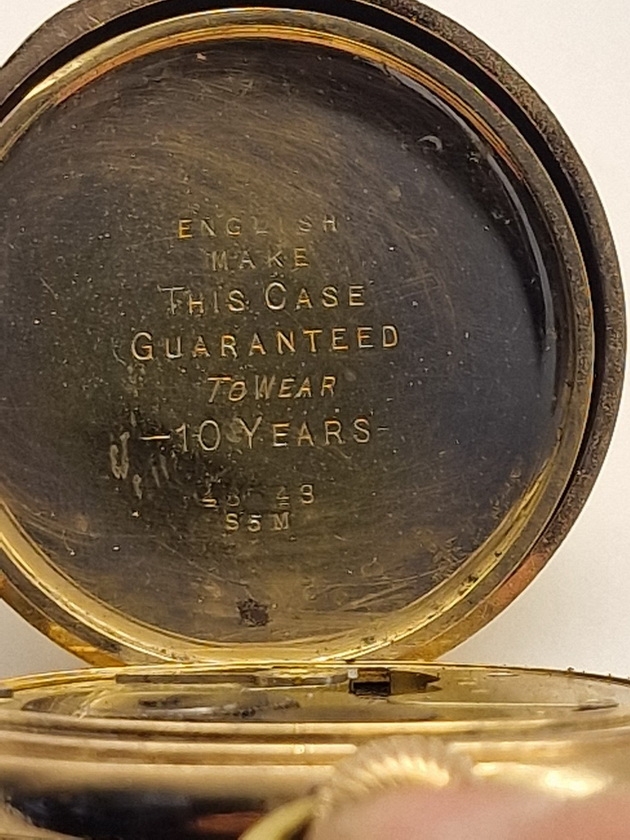 ENGLISH
MAKE
THIS CASE
GUARANTEED
TO WEAR
–10 YEARS–
S5M